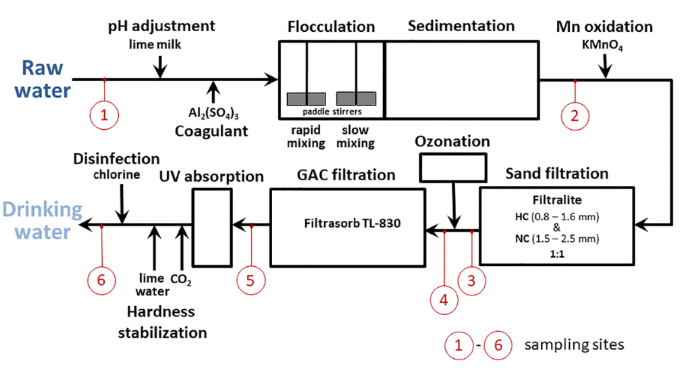 pH adjustment
lime milk
Flocculation
Sedimentation
Mn oxidation
KMnO4
Raw
water
1
Al2(SO4)3
Coagulant
paddle stirrers
rapid
mixing
slow
mixing
2
Ozonation
Disinfection
chlorine
UV absorption
GAC filtration
Sand filtration
Drinking
water
Filtrasorb TL-830
Filtralite
HC (0.8 – 1.6 mm)
&
NC (1.5 – 2.5 mm)
1:1
6
lime
water
CO2
5
4
3
Hardness
stabilization
1 - 6 sampling sites